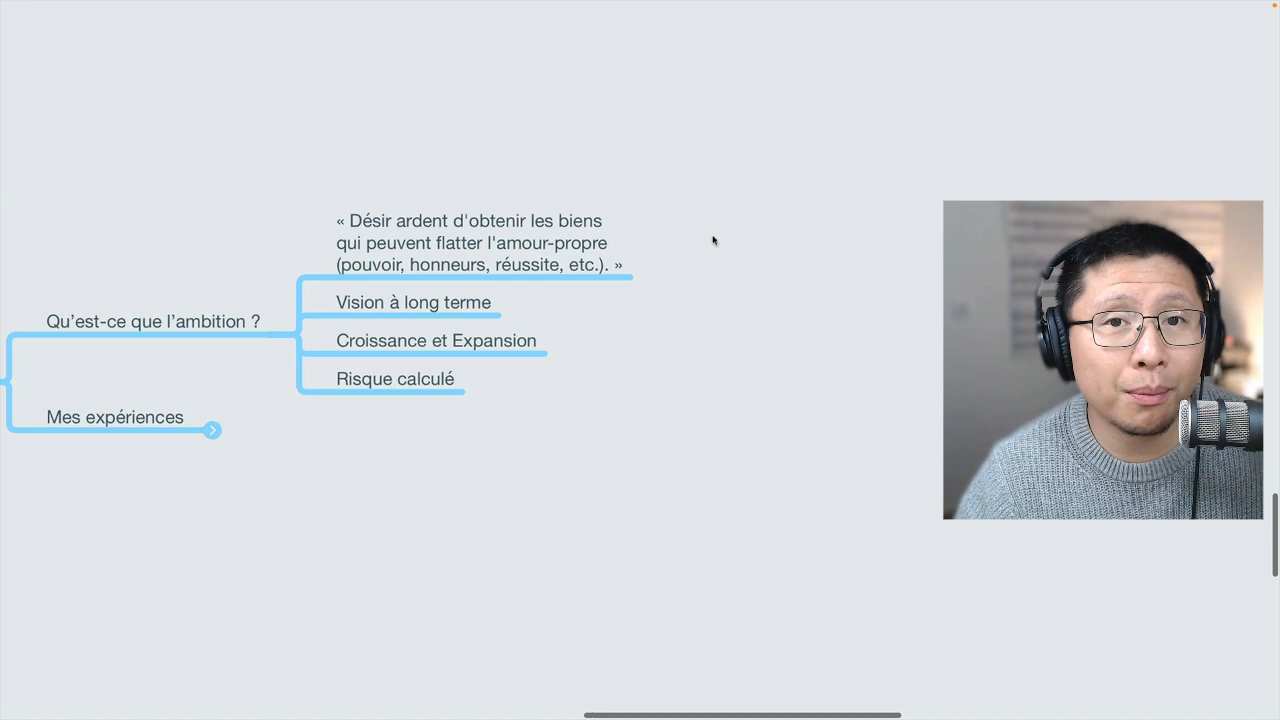 « Désir ardent d'obtenir les biens
qui peuvent flatter l'amour-propre
(pouvoir, honneurs, réussite, etc.). »
Vision à long terme
Qu’est-ce que l’ambition ?
Croissance et Expansion
Risque calculé
Mes expériences